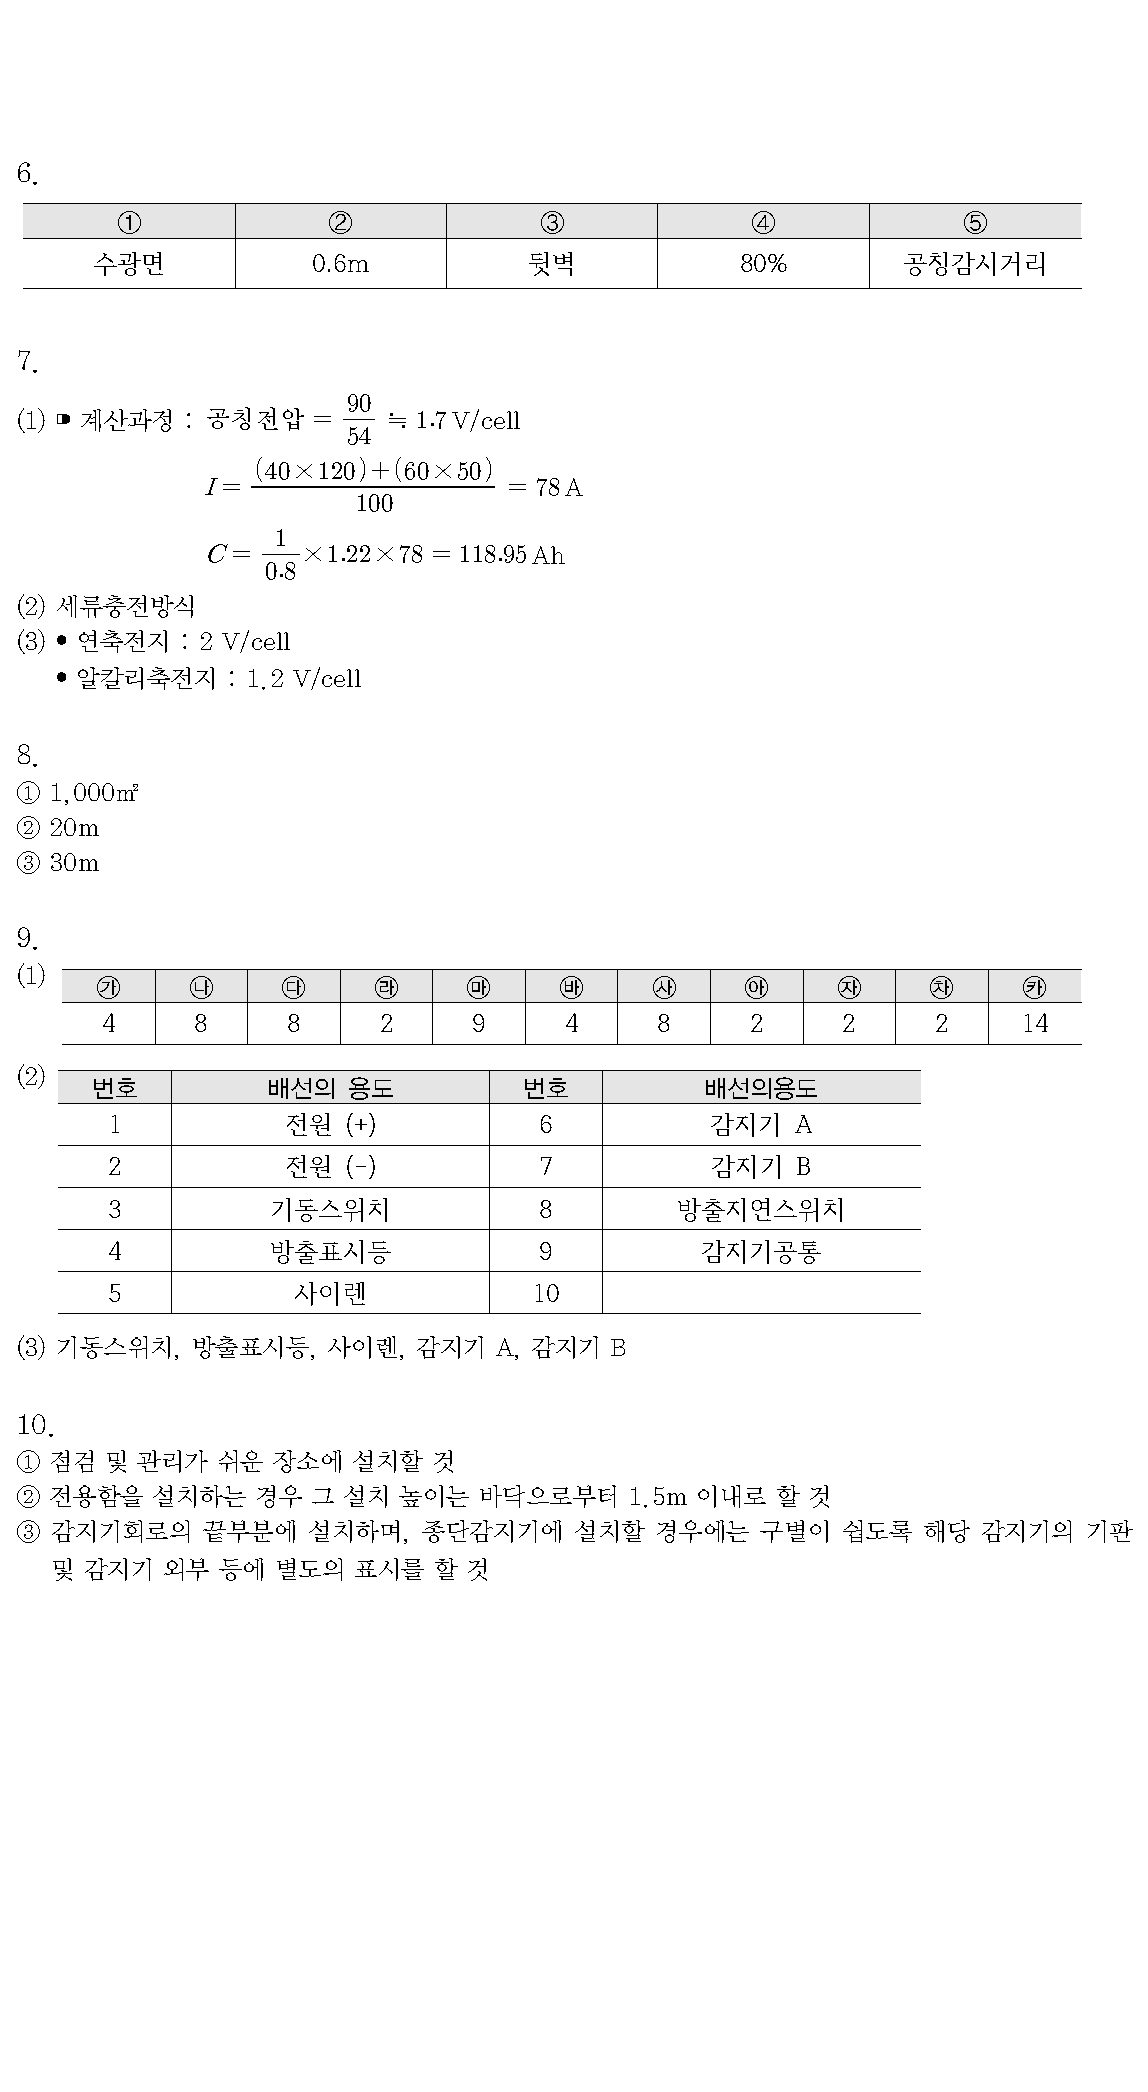 6.
① ② ③ ④ ⑤
수광면 0.6m 뒷벽 80% 공칭감시거리
7.
(1) 계산과정 : 공칭전압 = 90/54 ≒ 1.7V/cell
I = (40×120)+(60×50)/100 = 78A
C = 1/0.8×1.22×78 = 118.95Ah
(2) 세류충전방식
(3) • 연축전지 : 2 V/cell
• 알칼리축전지 : 1.2 V/cell
8.
① 1,000㎡
② 20m
③ 30m
9.
(1) ㉮ ㉯ ㉰ ㉱ ㉲ ㉳ ㉴ ㉵ ㉶ ㉷ ㉸
4 8 8 2 9 4 8 2 2 2 14
(2) 번호 배선의 용도 번호 배선의용도
1 전원 (+) 6 감지기 A
2 전원 (-) 7 감지기 B
3 기동스위치 8 방출지연스위치
4 방출표시등 9 감지기공통
5 사이렌 10
(3) 기동스위치, 방출표시등, 사이렌, 감지기 A, 감지기 B
10.
① 점검 및 관리가 쉬운 장소에 설치할 것
② 전용함을 설치하는 경우 그 설치 높이는 바닥으로부터 1.5m 이내로 할 것
③ 감지기회로의 끝부분에 설치하며, 종단감지기에 설치할 경우에는 구별이 쉽도록 해당 감지기의 기판
및 감지기 외부 등에 별도의 표시를 할 것